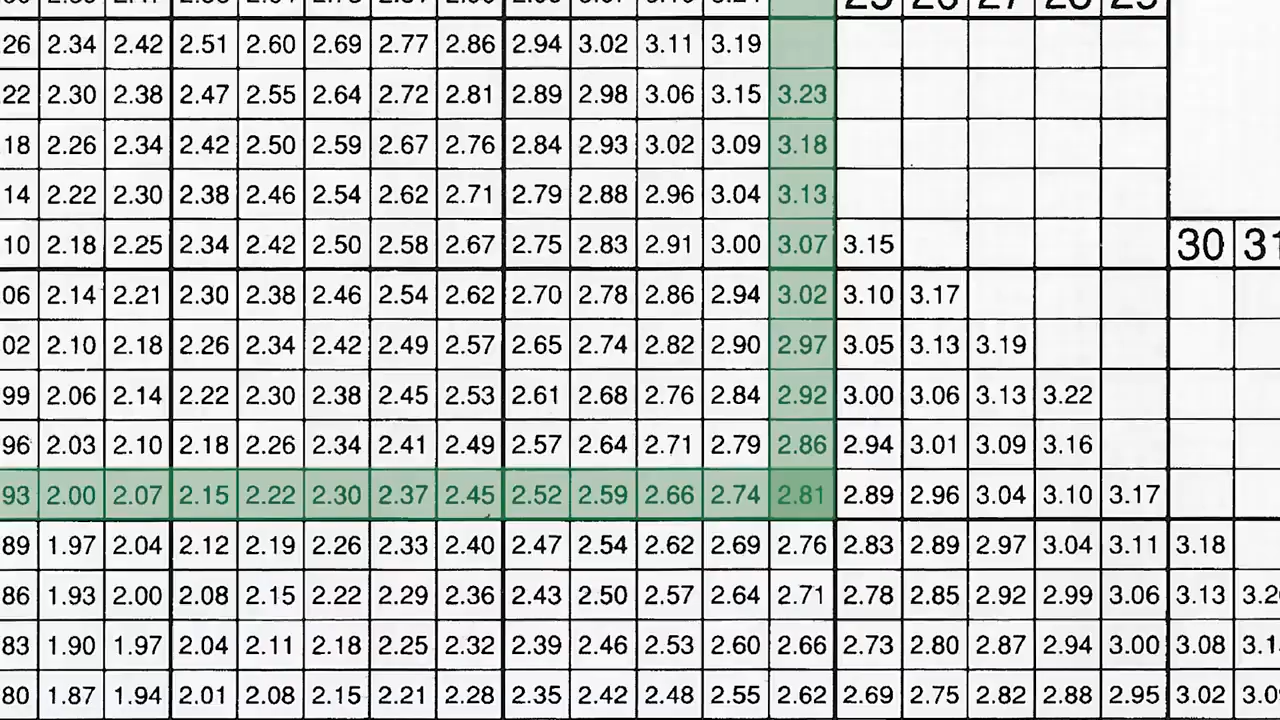 25 26 27 28 29
26 2.34 2.42 2.51 2.60 2.69 2.77 2.86 2.94 3.02 3.11 3.19
22 2.30 2.38 2.47 2.55 2.64 2.72 2.81 2.89 2.98 3.06 3.15 3.23
18 2.26 2.34 2.42 2.50 2.59 2.67 2.76 2.84 2.93 3.02 3.09 3.18
14 2.22 2.30 2.38 2.46 2.54 2.62 2.71 2.79 2.88 2.96 3.04 3.13
10 2.18 2.25 2.34 2.42 2.50 2.58 2.67 2.75 2.83 2.91 3.00 3.07 3.15 30 31
06 2.14 2.21 2.30 2.38 2.46 2.54 2.62 2.70 2.78 2.86 2.94 3.02 3.10 3.17
02 2.10 2.18 2.26 2.34 2.42 2.49 2.57 2.65 2.74 2.82 2.90 2.97 3.05 3.13 3.19
99 2.06 2.14 2.22 2.30 2.38 2.45 2.53 2.61 2.68 2.76 2.84 2.92 3.00 3.06 3.13 3.22
96 2.03 2.10 2.18 2.26 2.34 2.41 2.49 2.57 2.64 2.71 2.79 2.86 2.94 3.01 3.09 3.16
93 2.00 2.07 2.15 2.22 2.30 2.37 2.45 2.52 2.59 2.66 2.74 2.81 2.89 2.96 3.04 3.10 3.17
89 1.97 2.04 2.12 2.19 2.26 2.33 2.40 2.47 2.54 2.62 2.69 2.76 2.83 2.89 2.97 3.04 3.11 3.18
86 1.93 2.00 2.08 2.15 2.22 2.29 2.36 2.43 2.50 2.57 2.64 2.71 2.78 2.85 2.92 2.99 3.06 3.13 3.2
83 1.90 1.97 2.04 2.11 2.18 2.25 2.32 2.39 2.46 2.53 2.60 2.66 2.73 2.80 2.87 2.94 3.00 3.08 3.1
80 1.87 1.94 2.01 2.08 2.15 2.21 2.28 2.35 2.42 2.48 2.55 2.62 2.69 2.75 2.82 2.88 2.95 3.02 3.0